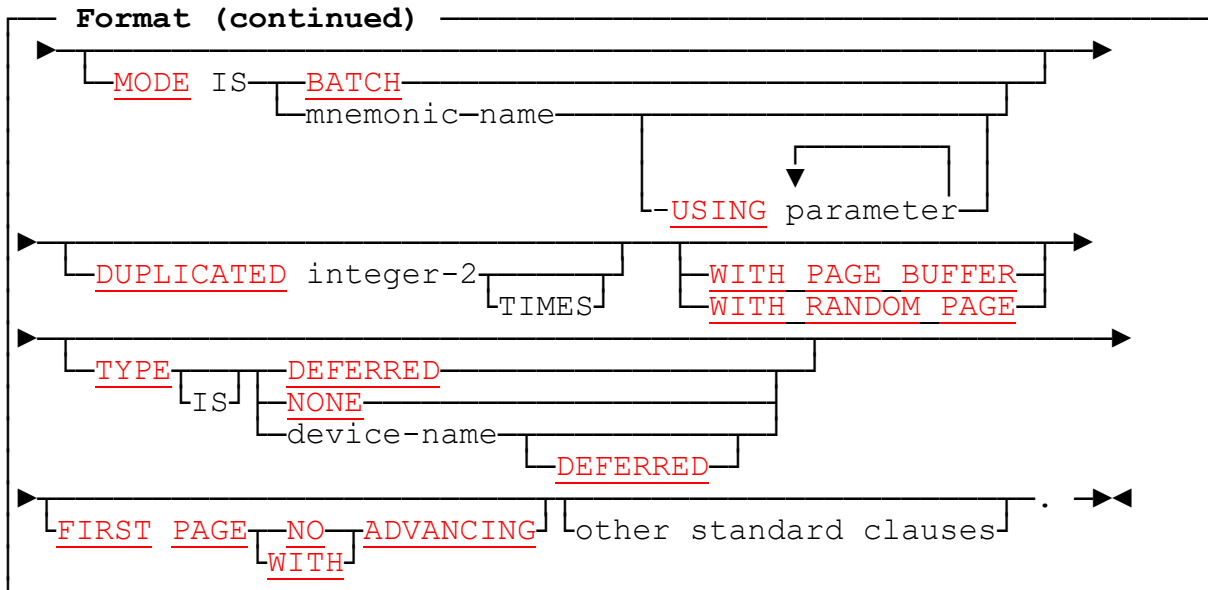 Format (continued)
MODE IS BATCH
mnemonic-name
USING parameter
DUPLICATED integer-2 WITH PAGE BUFFER
TIMES WITH RANDOM PAGE
TYPE DEFERRED
IS NONE
device-name
DEFERRED
FIRST PAGE NO ADVANCING other standard clauses .
WITH